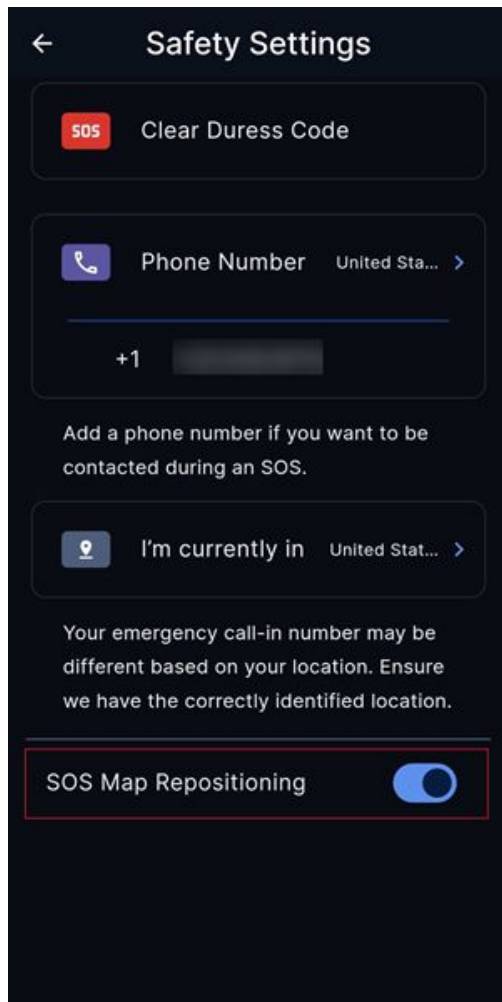 Safety Settings
SOS Clear Duress Code
Phone Number United Sta...
+1
Add a phone number if you want to be
contacted during an SOS.
I'm currently in United Stat...
Your emergency call-in number may be
different based on your location. Ensure
we have the correctly identified location.
SOS Map Repositioning